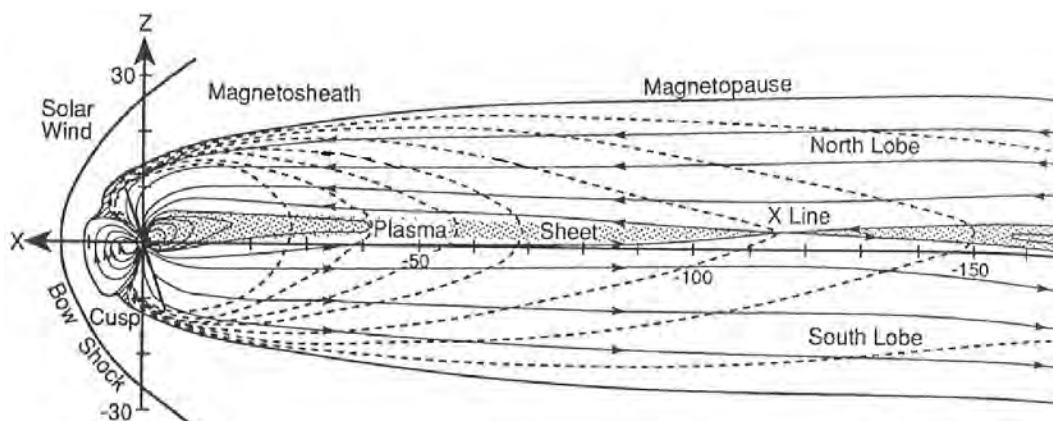 Z
30
Magnetosheath
Magnetopause
Solar
Wind
North Lobe
X Line
X
Plasma
Sheet
-50
-100
-150
Cusp
Bow
Shock
South Lobe
-30